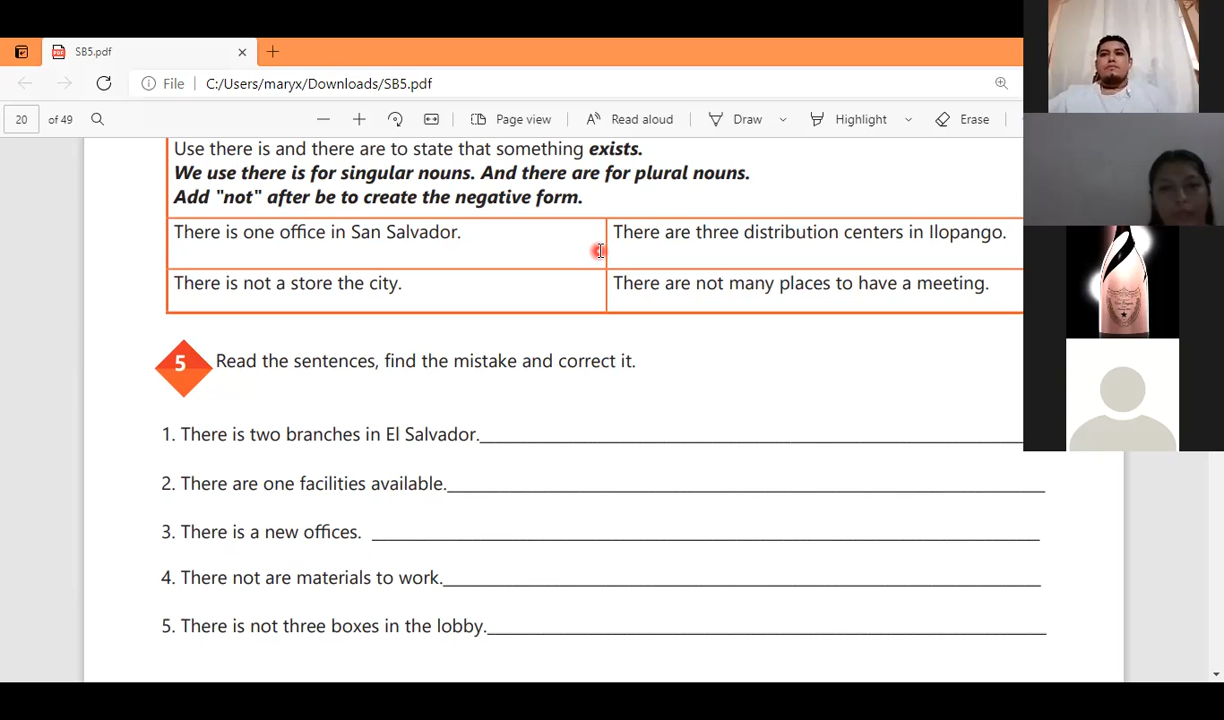 SB5.pdf
File C:/Users/maryx/Downloads/SB5.pdf
20 of 49 Page view Read aloud Draw Highlight Erase
Use there is and there are to state that something exists.
We use there is for singular nouns. And there are for plural nouns.
Add "not" after be to create the negative form.
There is one office in San Salvador. There are three distribution centers in Ilopango.
There is not a store the city. There are not many places to have a meeting.
5 Read the sentences, find the mistake and correct it.
1. There is two branches in El Salvador.
2. There are one facilities available.
3. There is a new offices.
4. There not are materials to work.
5. There is not three boxes in the lobby.